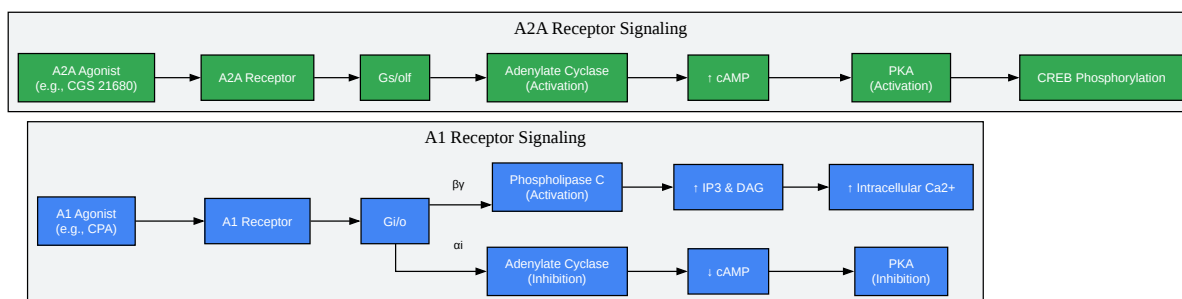 A2A Receptor Signaling
A2A Agonist
(e.g., CGS 21680)
A2A Receptor
Gs/olf
Adenylate Cyclase
(Activation)
↑ cAMP
PKA
(Activation)
CREB Phosphorylation
A1 Receptor Signaling
A1 Agonist
(e.g., CPA)
A1 Receptor
Gi/o
βγ
Phospholipase C
(Activation)
↑ IP3 & DAG
↑ Intracellular Ca2+
αi
Adenylate Cyclase
(Inhibition)
↓ cAMP
PKA
(Inhibition)